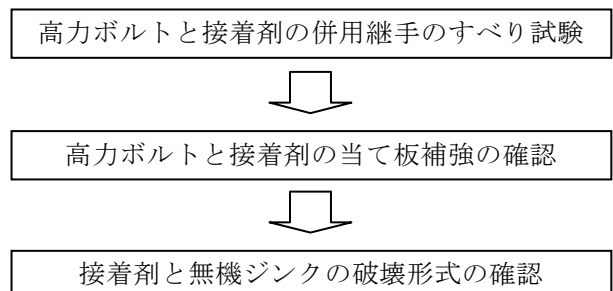 高力ボルトと接着剤の併用継手のすべり試験
高力ボルトと接着剤の当て板補強の確認
接着剤と無機ジンクの破壊形式の確認